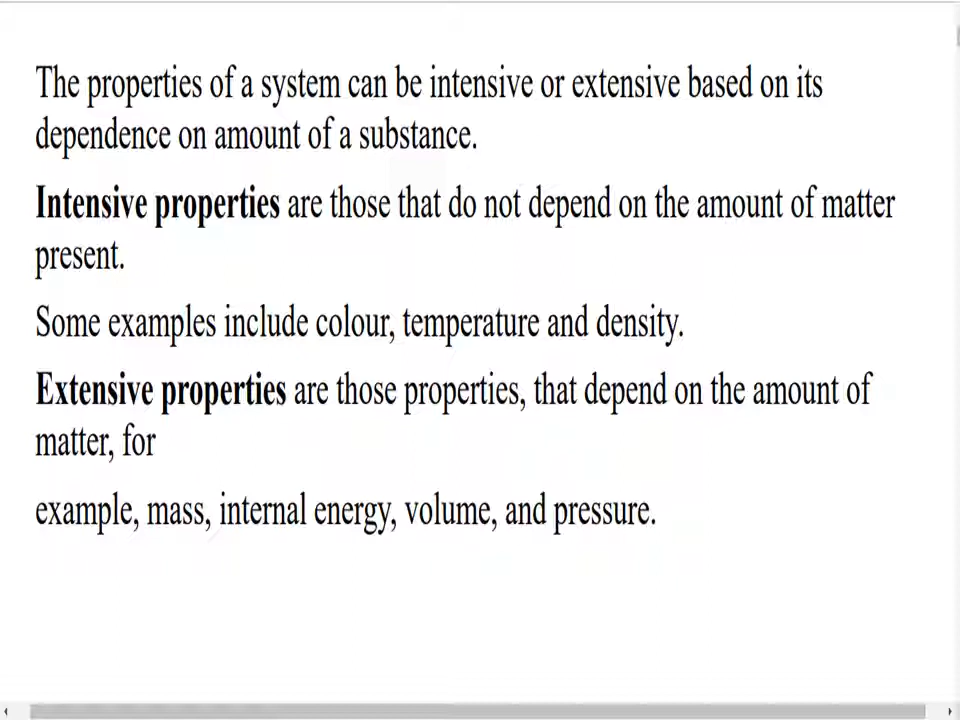 The properties of a system can be intensive or extensive based on its
dependence on amount of a substance.
Intensive properties are those that do not depend on the amount of matter
present.
Some examples include colour, temperature and density.
Extensive properties are those properties, that depend on the amount of
matter, for
example, mass, internal energy, volume, and pressure.